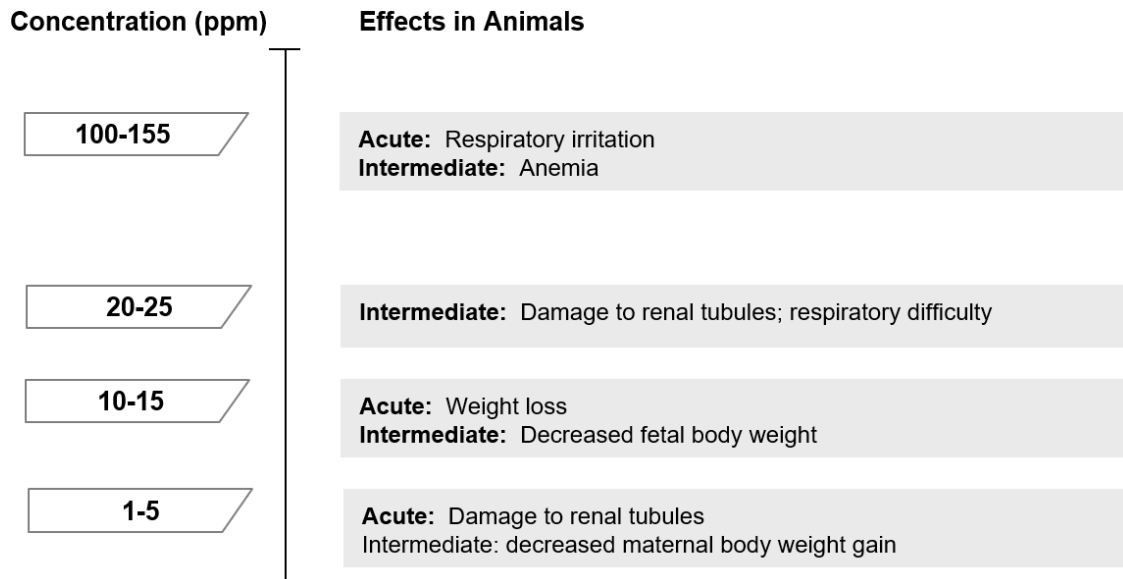 Concentration (ppm) Effects in Animals
100-155
Acute: Respiratory irritation
Intermediate: Anemia
20-25
Intermediate: Damage to renal tubules; respiratory difficulty
10-15
Acute: Weight loss
Intermediate: Decreased fetal body weight
1-5
Acute: Damage to renal tubules
Intermediate: decreased maternal body weight gain